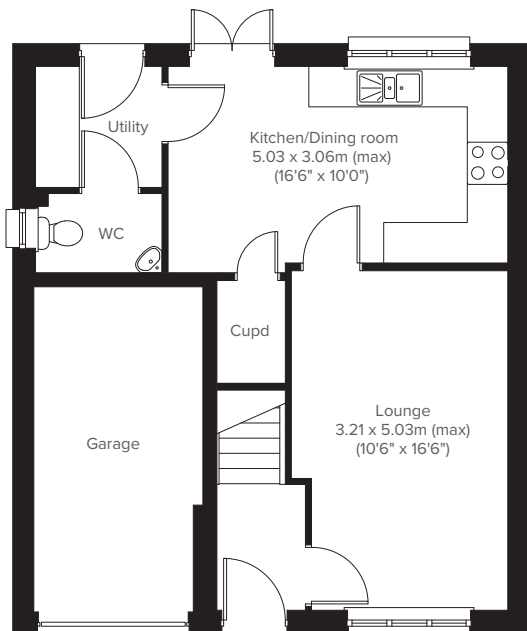 Utility
Kitchen/Dining room
5.03 x 3.06m (max)
(16'6" x 10'0")
WC
Cupd
Garage
Lounge
3.21 x 5.03m (max)
(10'6" x 16'6")